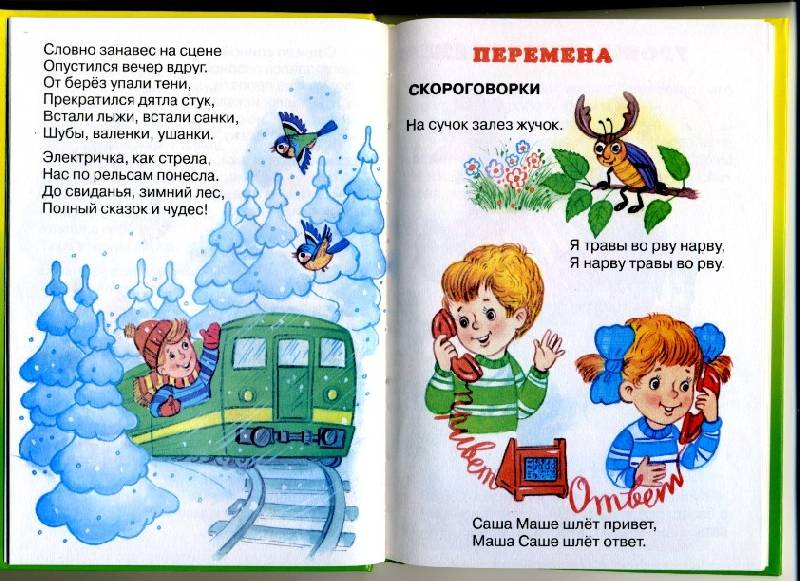 Словно занавес на сцене
Опустился вечер вдруг.
От берёз упали тени,
Прекратился дятла стук,
Встали лыжи, встали санки,
Шубы, валенки, ушанки.
Электричка, как стрела,
Нас по рельсам понесла.
До свиданья, зимний лес,
Полный сказок и чудес!
ПЕРЕМЕНА
СКОРОГОВОРКИ
На сучок залез жучок.
Я травы во рву нарву,
Я нарву травы во рву.
привет
Ответ
Саша Маше шлёт привет,
Маша Саше шлёт ответ.